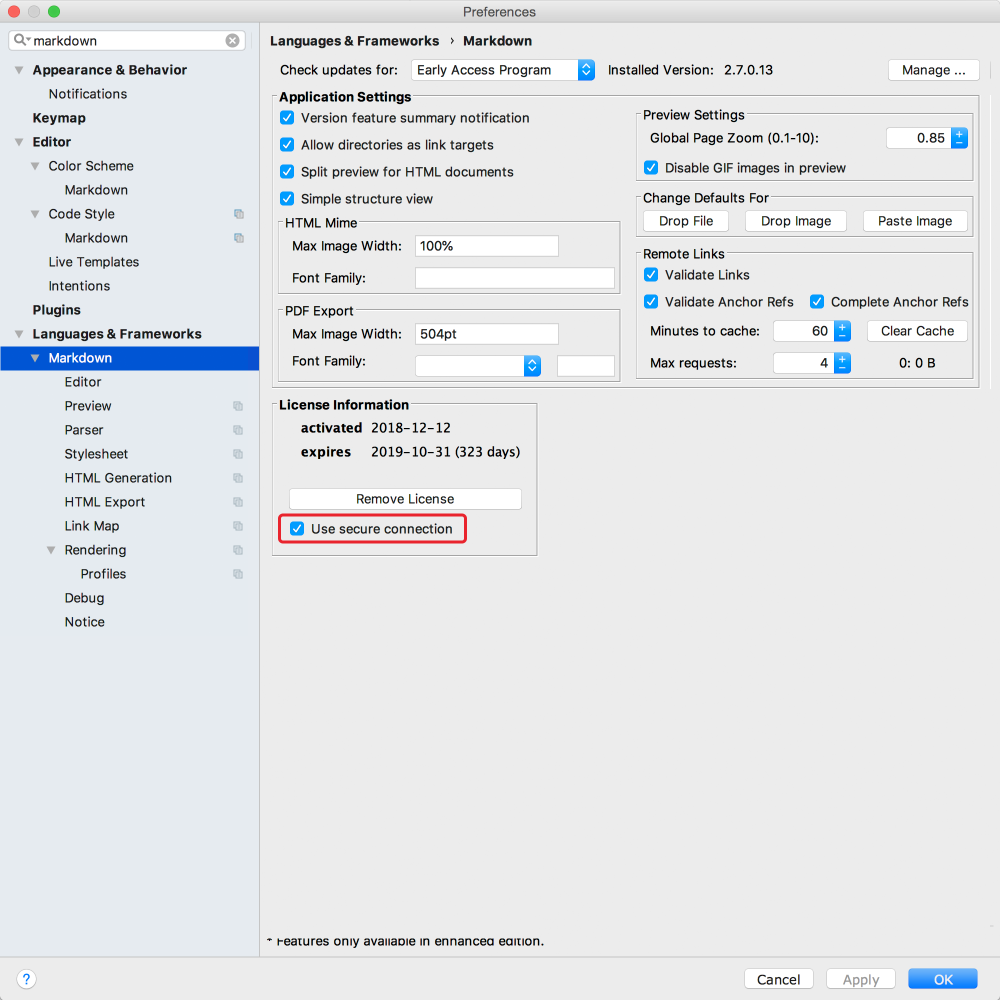 Preferences
markdown
Appearance & Behavior
Notifications
Keymap
Editor
Color Scheme
Markdown
Code Style
Markdown
Live Templates
Intentions
Plugins
Languages & Frameworks
Markdown
Editor
Preview
Parser
Stylesheet
HTML Generation
HTML Export
Link Map
Rendering
Profiles
Debug
Notice
Languages & Frameworks › Markdown
Check updates for: Early Access Program Installed Version: 2.7.0.13 Manage ...
Application Settings
Version feature summary notification
Allow directories as link targets
Split preview for HTML documents
Simple structure view
HTML Mime
Max Image Width: 100%
Font Family:
PDF Export
Max Image Width: 504pt
Font Family:
Preview Settings
Global Page Zoom (0.1-10): 0.85
Disable GIF images in preview
Change Defaults For
Drop File Drop Image Paste Image
Remote Links
Validate Links
Validate Anchor Refs Complete Anchor Refs
Minutes to cache: 60 Clear Cache
Max requests: 4 0: 0 B
License Information
activated 2018-12-12
expires 2019-10-31 (323 days)
Remove License
Use secure connection
* Features only available in enhanced edition.
? Cancel Apply OK